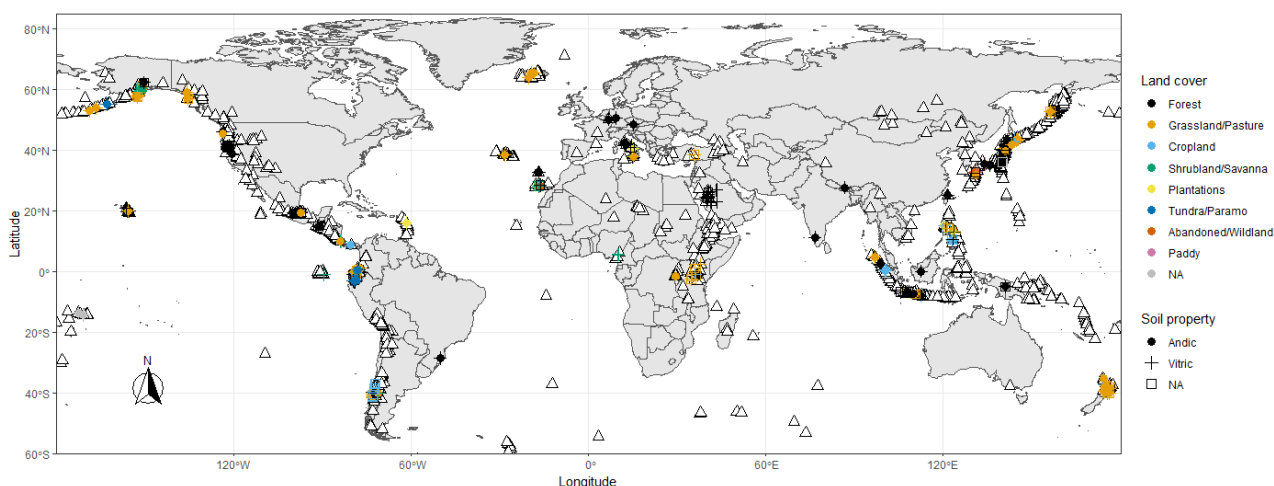 80°N
60°N
40°N
20°N
0°
20°S
40°S
60°S
Latitude
N
120°W
60°W
0°
60°E
120°E
Longitude
Land cover
Forest
Grassland/Pasture
Cropland
Shrubland/Savanna
Plantations
Tundra/Paramo
Abandoned/Wildland
Paddy
NA
Soil property
Andic
Vitric
NA